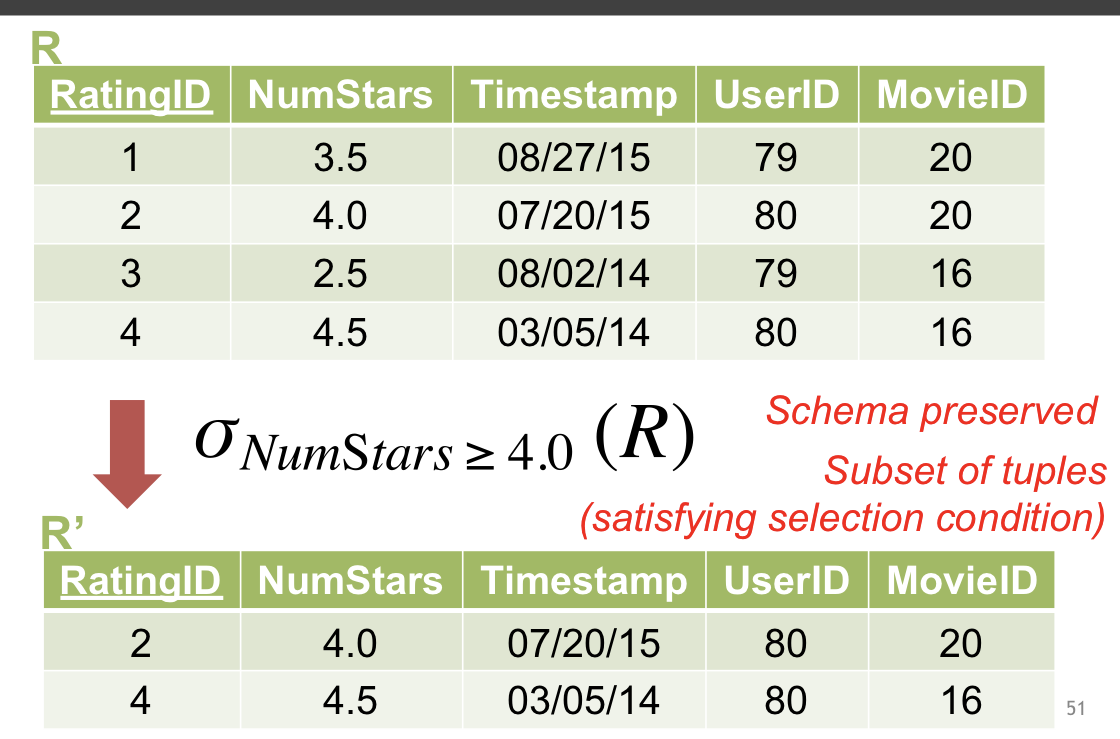 R
RatingID NumStars Timestamp UserID MovieID
1 3.5 08/27/15 79 20
2 4.0 07/20/15 80 20
3 2.5 08/02/14 79 16
4 4.5 03/05/14 80 16
σ NumStars ≥ 4.0 (R)
Schema preserved
Subset of tuples
(satisfying selection condition)
R’
RatingID NumStars Timestamp UserID MovieID
2 4.0 07/20/15 80 20
4 4.5 03/05/14 80 16
51